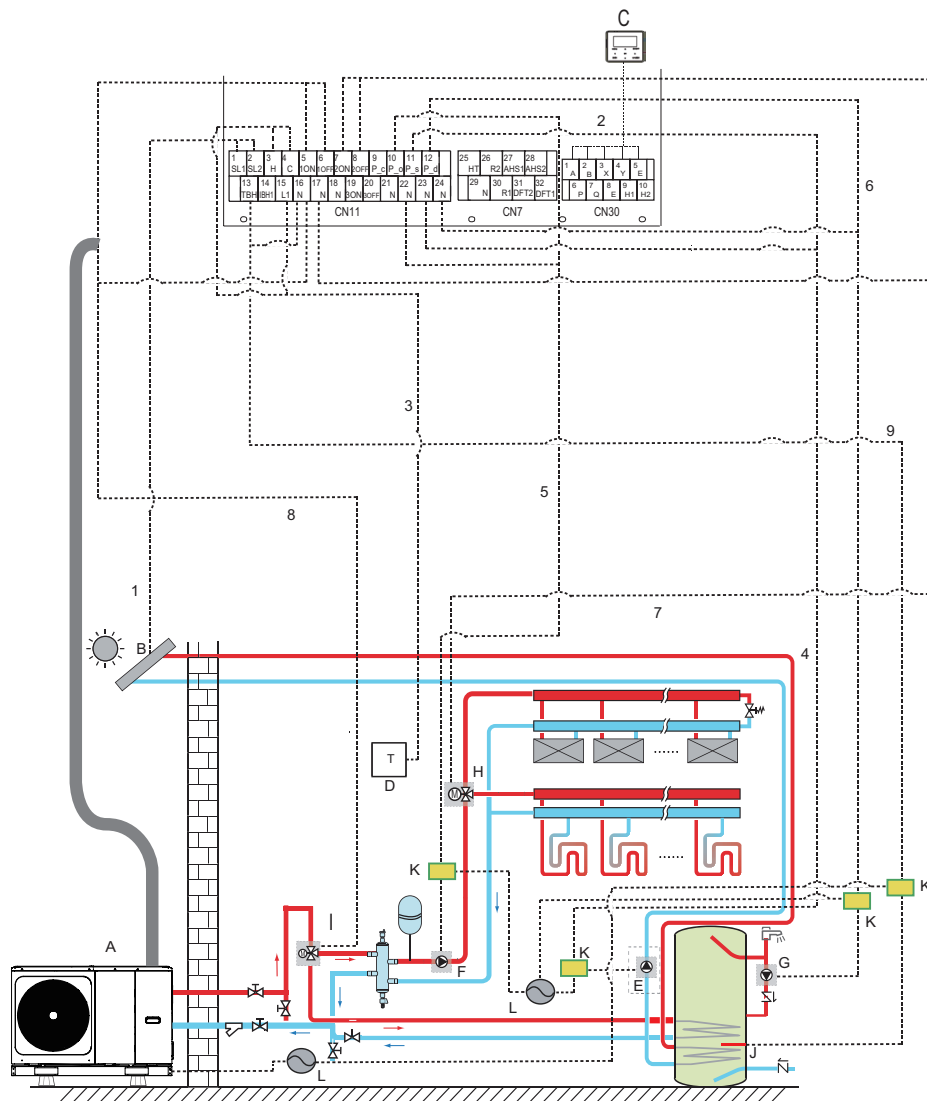 C
2
1 2 3 4 5 6 7 8 9 10 11 12
SL1 SL2 H C 1ON 1OFF 2ON 2OFF P_c P_o P_s P_d
13 14 15 16 17 18 19 20 21 22 23 24
TBH IBH1 L1 N N N 3ON 3OFF N N N N
CN11
25 26 27 28
HT R2 AHS1 AHS2
29 30 31 32
N R1 DFT2 DFT1
CN7
1 2 3 4 5
A B X Y E
6 7 8 9 10
P Q E H1 H2
CN30
6
3
9
5
8
1
7
B
4
T
D
H
M
K
K
K
I
M
A
F
K
G
E
L
J
L